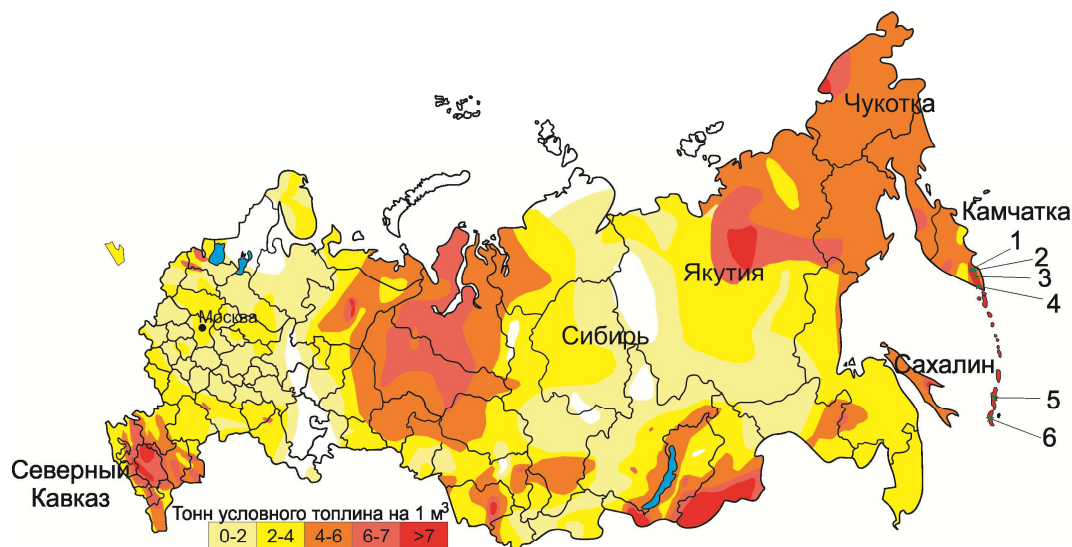 Чукотка
Камчатка
1
2
3
4
Якутия
Москва
Сибирь
Сахалин
5
6
Северный
Кавказ
Тонн условного топлина на 1 м³
0-2 2-4 4-6 6-7 >7